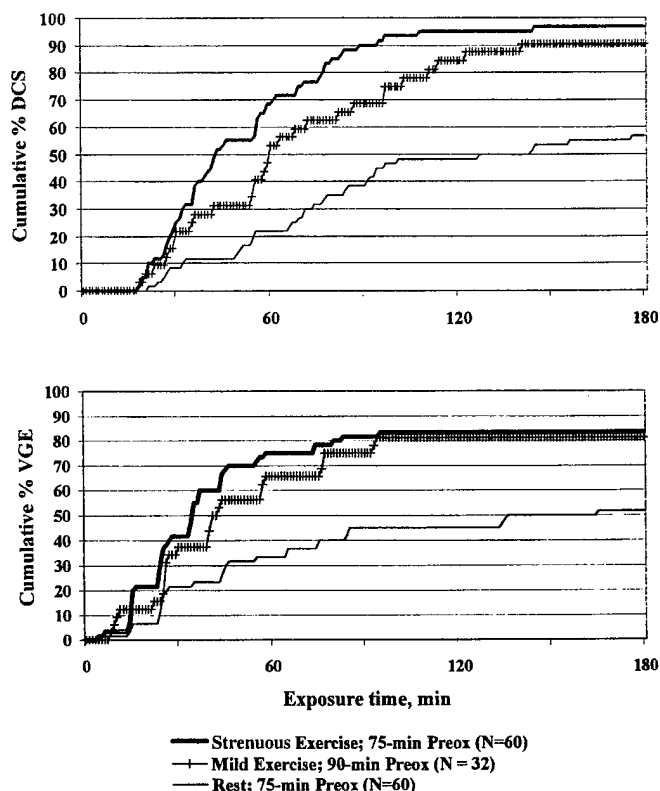 100
90
80
70
60
50
40
30
20
10
0
Cumulative % DCS
0 60 120 180
100
90
80
70
60
50
40
30
20
10
0
Cumulative % VGE
0 60 120 180
Exposure time, min
Strenuous Exercise; 75-min Preox (N=60)
Mild Exercise; 90-min Preox (N = 32)
Rest; 75-min Preox (N=60)